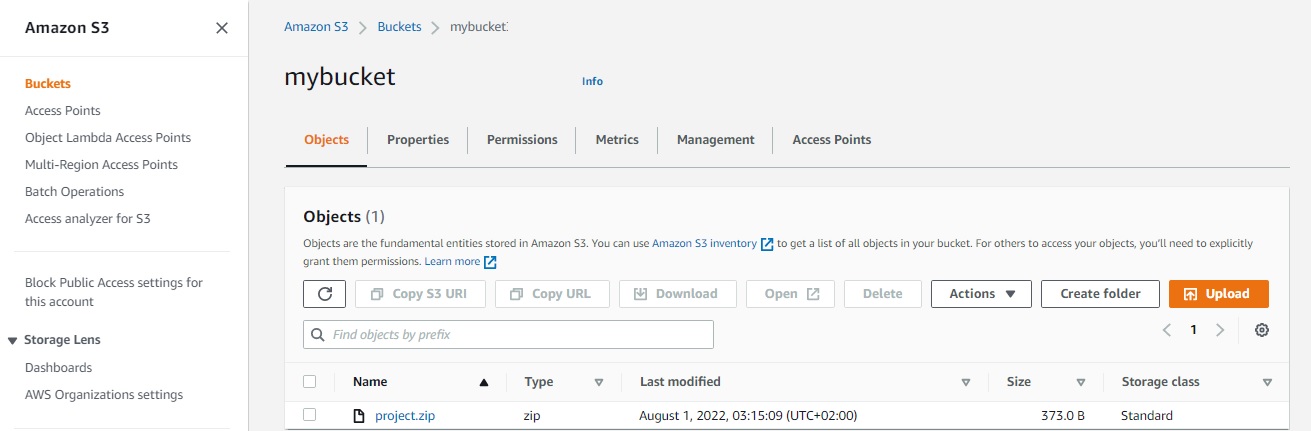 Amazon S3
Buckets
Access Points
Object Lambda Access Points
Multi-Region Access Points
Batch Operations
Access analyzer for S3
Block Public Access settings for
this account
Storage Lens
Dashboards
AWS Organizations settings
Amazon S3 > Buckets > mybucket
mybucket Info
Objects Properties Permissions Metrics Management Access Points
Objects (1)
Objects are the fundamental entities stored in Amazon S3. You can use Amazon S3 inventory to get a list of all objects in your bucket. For others to access your objects, you'll need to explicitly
grant them permissions. Learn more
Copy S3 URI Copy URL Download Open Delete Actions Create folder Upload
Find objects by prefix 1
Name Type Last modified Size Storage class
project.zip zip August 1, 2022, 03:15:09 (UTC+02:00) 373.0 B Standard